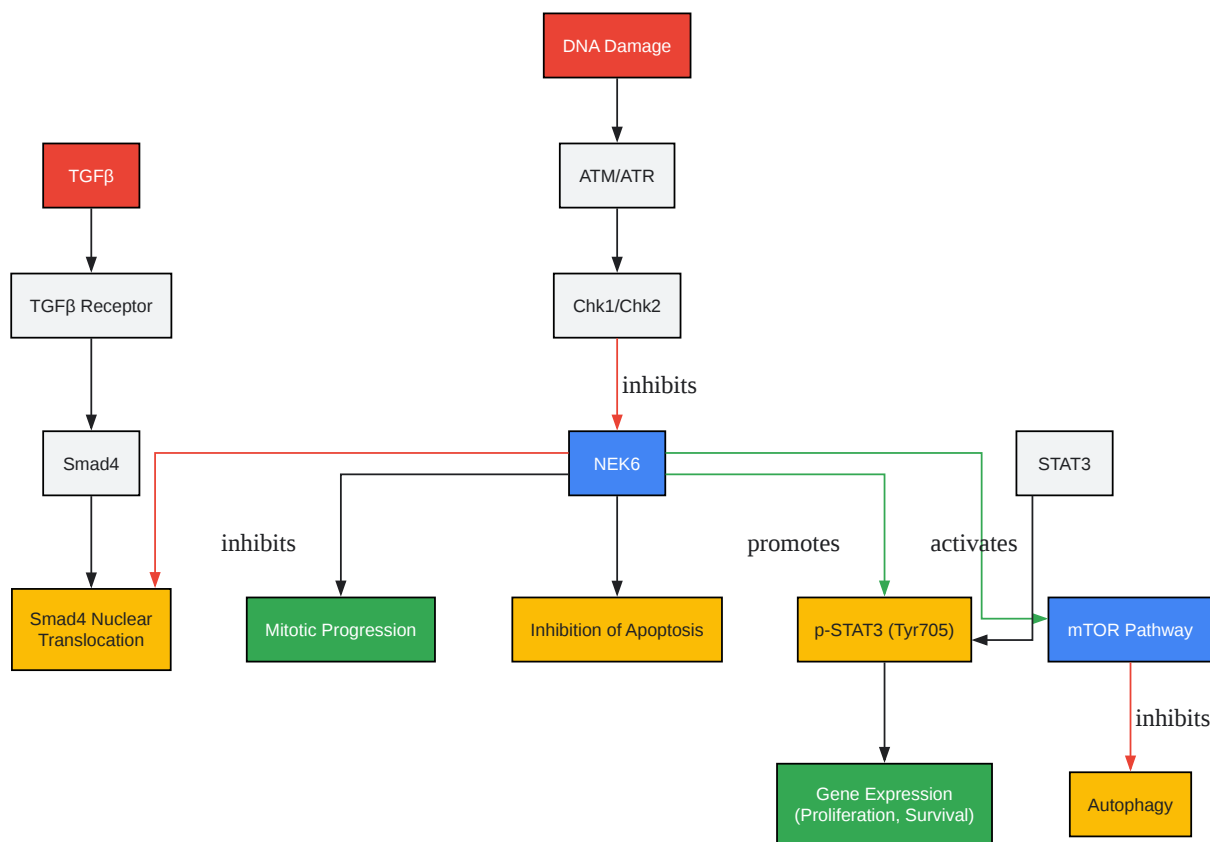 DNA Damage
TGFβ
ATM/ATR
TGFβ Receptor
Chk1/Chk2
inhibits
Smad4
NEK6
STAT3
inhibits
promotes
activates
Smad4 Nuclear
Translocation
Mitotic Progression
Inhibition of Apoptosis
p-STAT3 (Tyr705)
mTOR Pathway
inhibits
Gene Expression
(Proliferation, Survival)
Autophagy